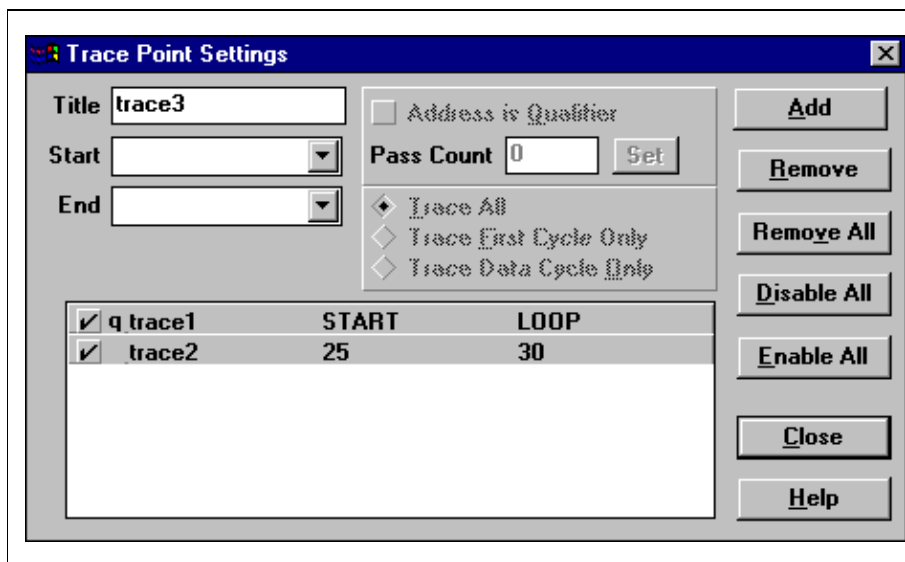 Trace Point Settings
Title trace3
Start
End
Address is Qualifier
Pass Count 0 Set
Trace All
Trace First Cycle Only
Trace Data Cycle Only
q trace1 START LOOP
trace2 25 30
Add
Remove
Remove All
Disable All
Enable All
Close
Help